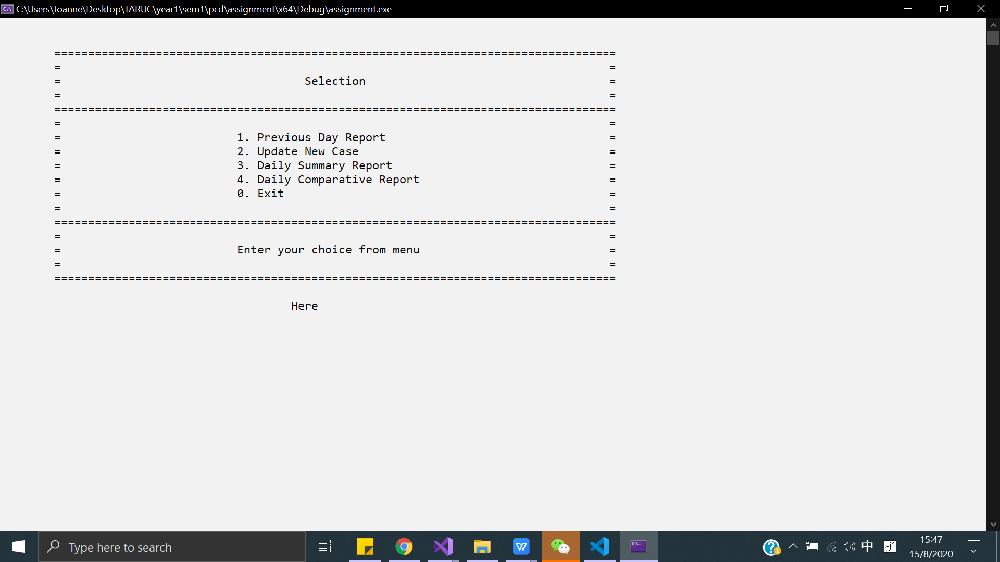 C:\Users\Joanne\Desktop\TARUC\year1\sem1\pcd\assignment\x64\Debug\assignment.exe
===================================================================================
= =
= Selection =
= =
===================================================================================
= =
= 1. Previous Day Report =
= 2. Update New Case =
= 3. Daily Summary Report =
= 4. Daily Comparative Report =
= 0. Exit =
= =
===================================================================================
= =
= Enter your choice from menu =
= =
===================================================================================
Here
Type here to search
中 拼 15:47
15/8/2020